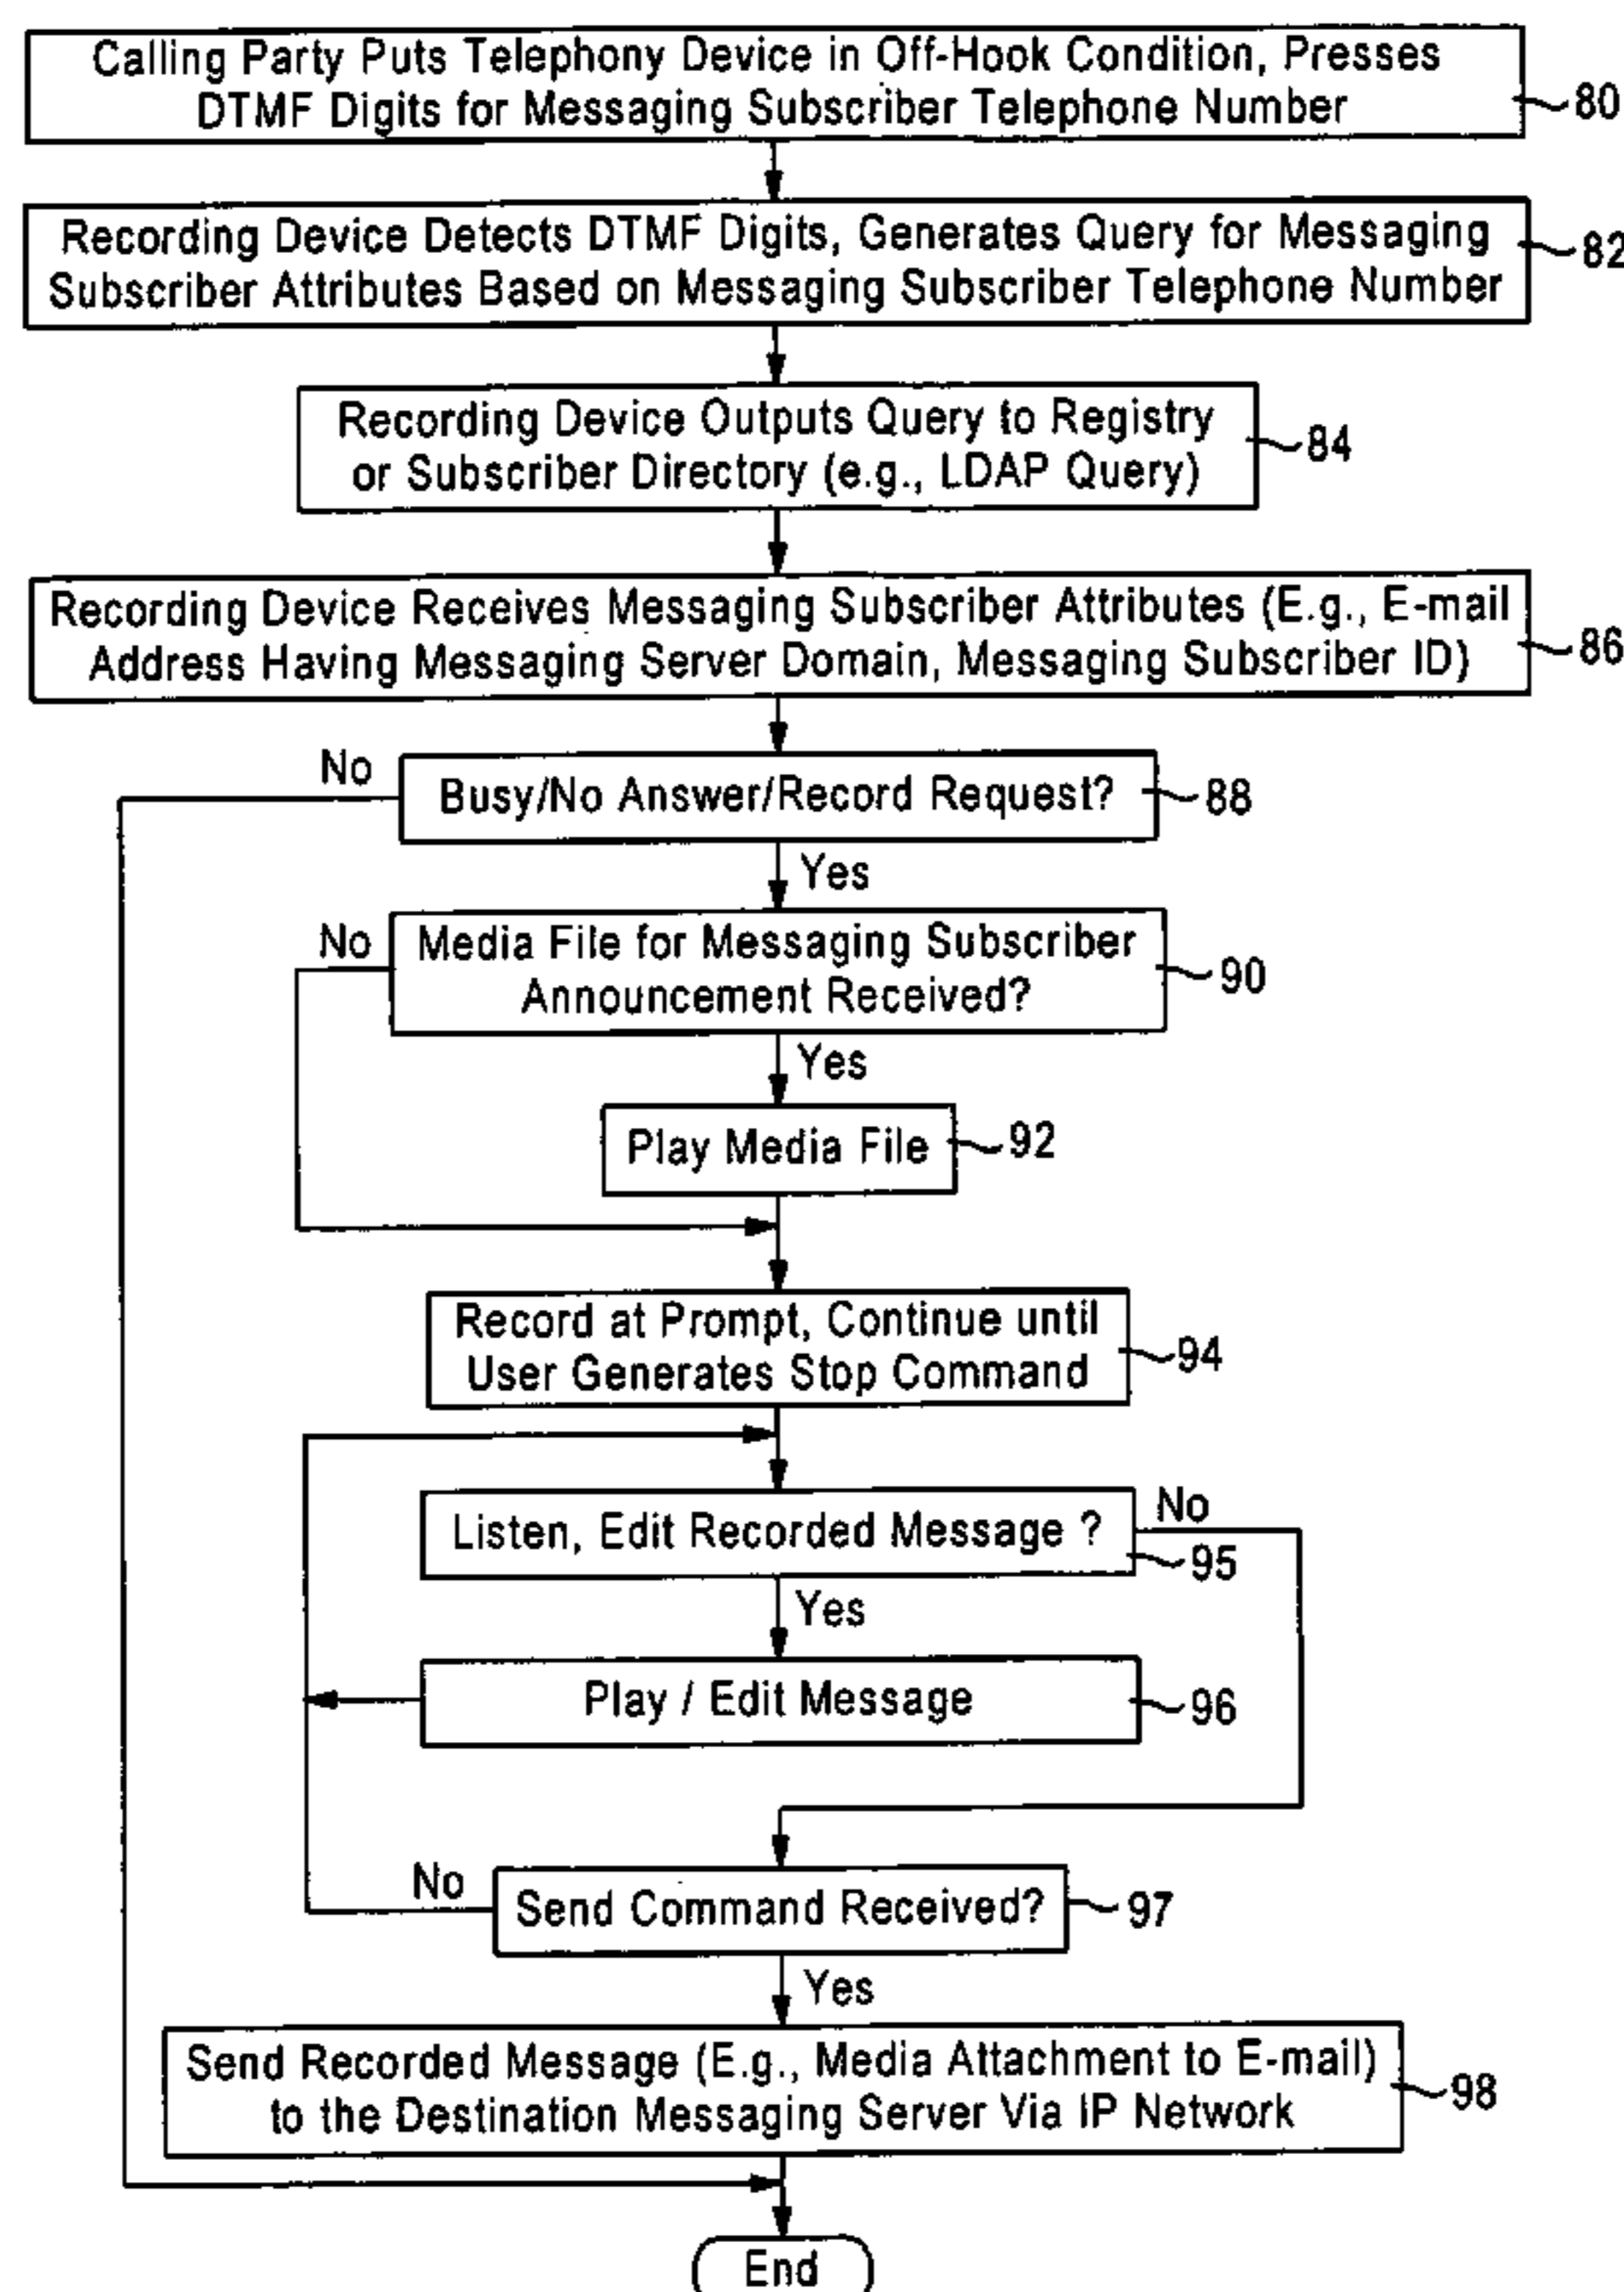 Calling Party Puts Telephony Device in Off-Hook Condition, Presses
DTMF Digits for Messaging Subscriber Telephone Number
80
Recording Device Detects DTMF Digits, Generates Query for Messaging
Subscriber Attributes Based on Messaging Subscriber Telephone Number
82
Recording Device Outputs Query to Registry
or Subscriber Directory (e.g., LDAP Query)
84
Recording Device Receives Messaging Subscriber Attributes (E.g., E-mail
Address Having Messaging Server Domain, Messaging Subscriber ID)
86
No
Busy/No Answer/Record Request?
88
Yes
No
Media File for Messaging Subscriber
Announcement Received?
90
Yes
Play Media File
92
Record at Prompt, Continue until
User Generates Stop Command
94
Listen, Edit Recorded Message ?
No
95
Yes
Play / Edit Message
96
No
Send Command Received?
97
Yes
Send Recorded Message (E.g., Media Attachment to E-mail)
to the Destination Messaging Server Via IP Network
98
End